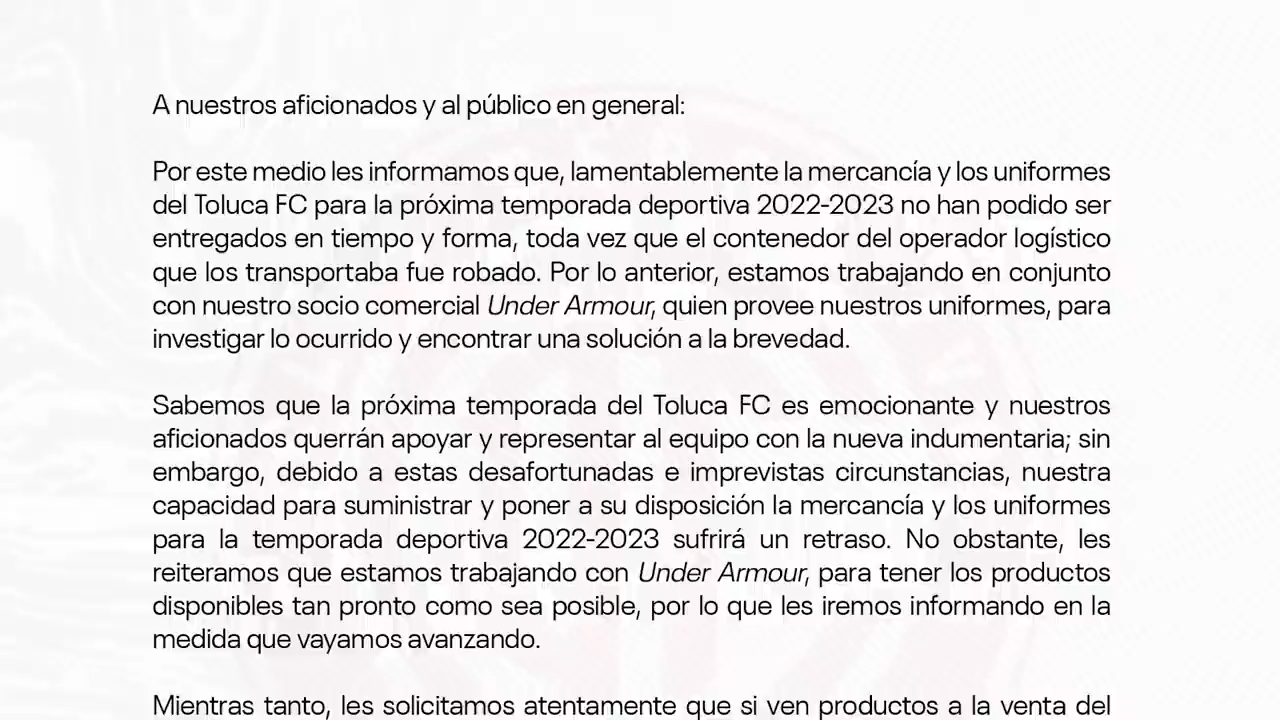 A nuestros aficionados y al público en general:
Por este medio les informamos que, lamentablemente la mercancía y los uniformes
del Toluca FC para la próxima temporada deportiva 2022-2023 no han podido ser
entregados en tiempo y forma, toda vez que el contenedor del operador logístico
que los transportaba fue robado. Por lo anterior, estamos trabajando en conjunto
con nuestro socio comercial Under Armour, quien provee nuestros uniformes, para
investigar lo ocurrido y encontrar una solución a la brevedad.
Sabemos que la próxima temporada del Toluca FC es emocionante y nuestros
aficionados querrán apoyar y representar al equipo con la nueva indumentaria; sin
embargo, debido a estas desafortunadas e imprevistas circunstancias, nuestra
capacidad para suministrar y poner a su disposición la mercancía y los uniformes
para la temporada deportiva 2022-2023 sufrirá un retraso. No obstante, les
reiteramos que estamos trabajando con Under Armour, para tener los productos
disponibles tan pronto como sea posible, por lo que les iremos informando en la
medida que vayamos avanzando.
Mientras tanto, les solicitamos atentamente que si ven productos a la venta del